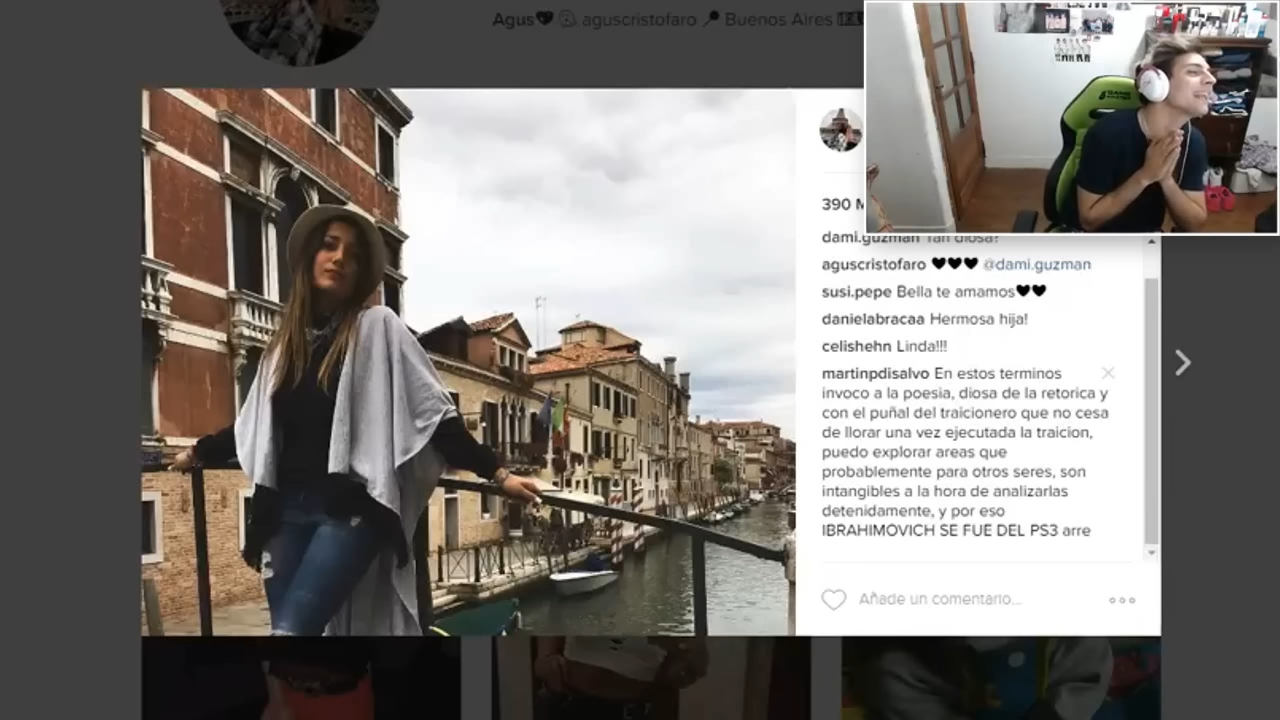 Agus🖤 aguscristofaro 📍 Buenos Aires
390 M
dami.guzman Tan diosa?
aguscristofaro ♥♥♥ @dami.guzman
susi.pepe Bella te amamos♥♥
danielabracaa Hermosa hija!
celishehn Linda!!!
martinpdisalvo En estos terminos
invoco a la poesia, diosa de la retorica y
con el puñal del traicionero que no cesa
de llorar una vez ejecutada la traicion,
puedo explorar areas que
probablemente para otros seres, son
intangibles a la hora de analizarlas
detenidamente, y por eso
IBRAHIMOVICH SE FUE DEL PS3 arre
Añade un comentario...